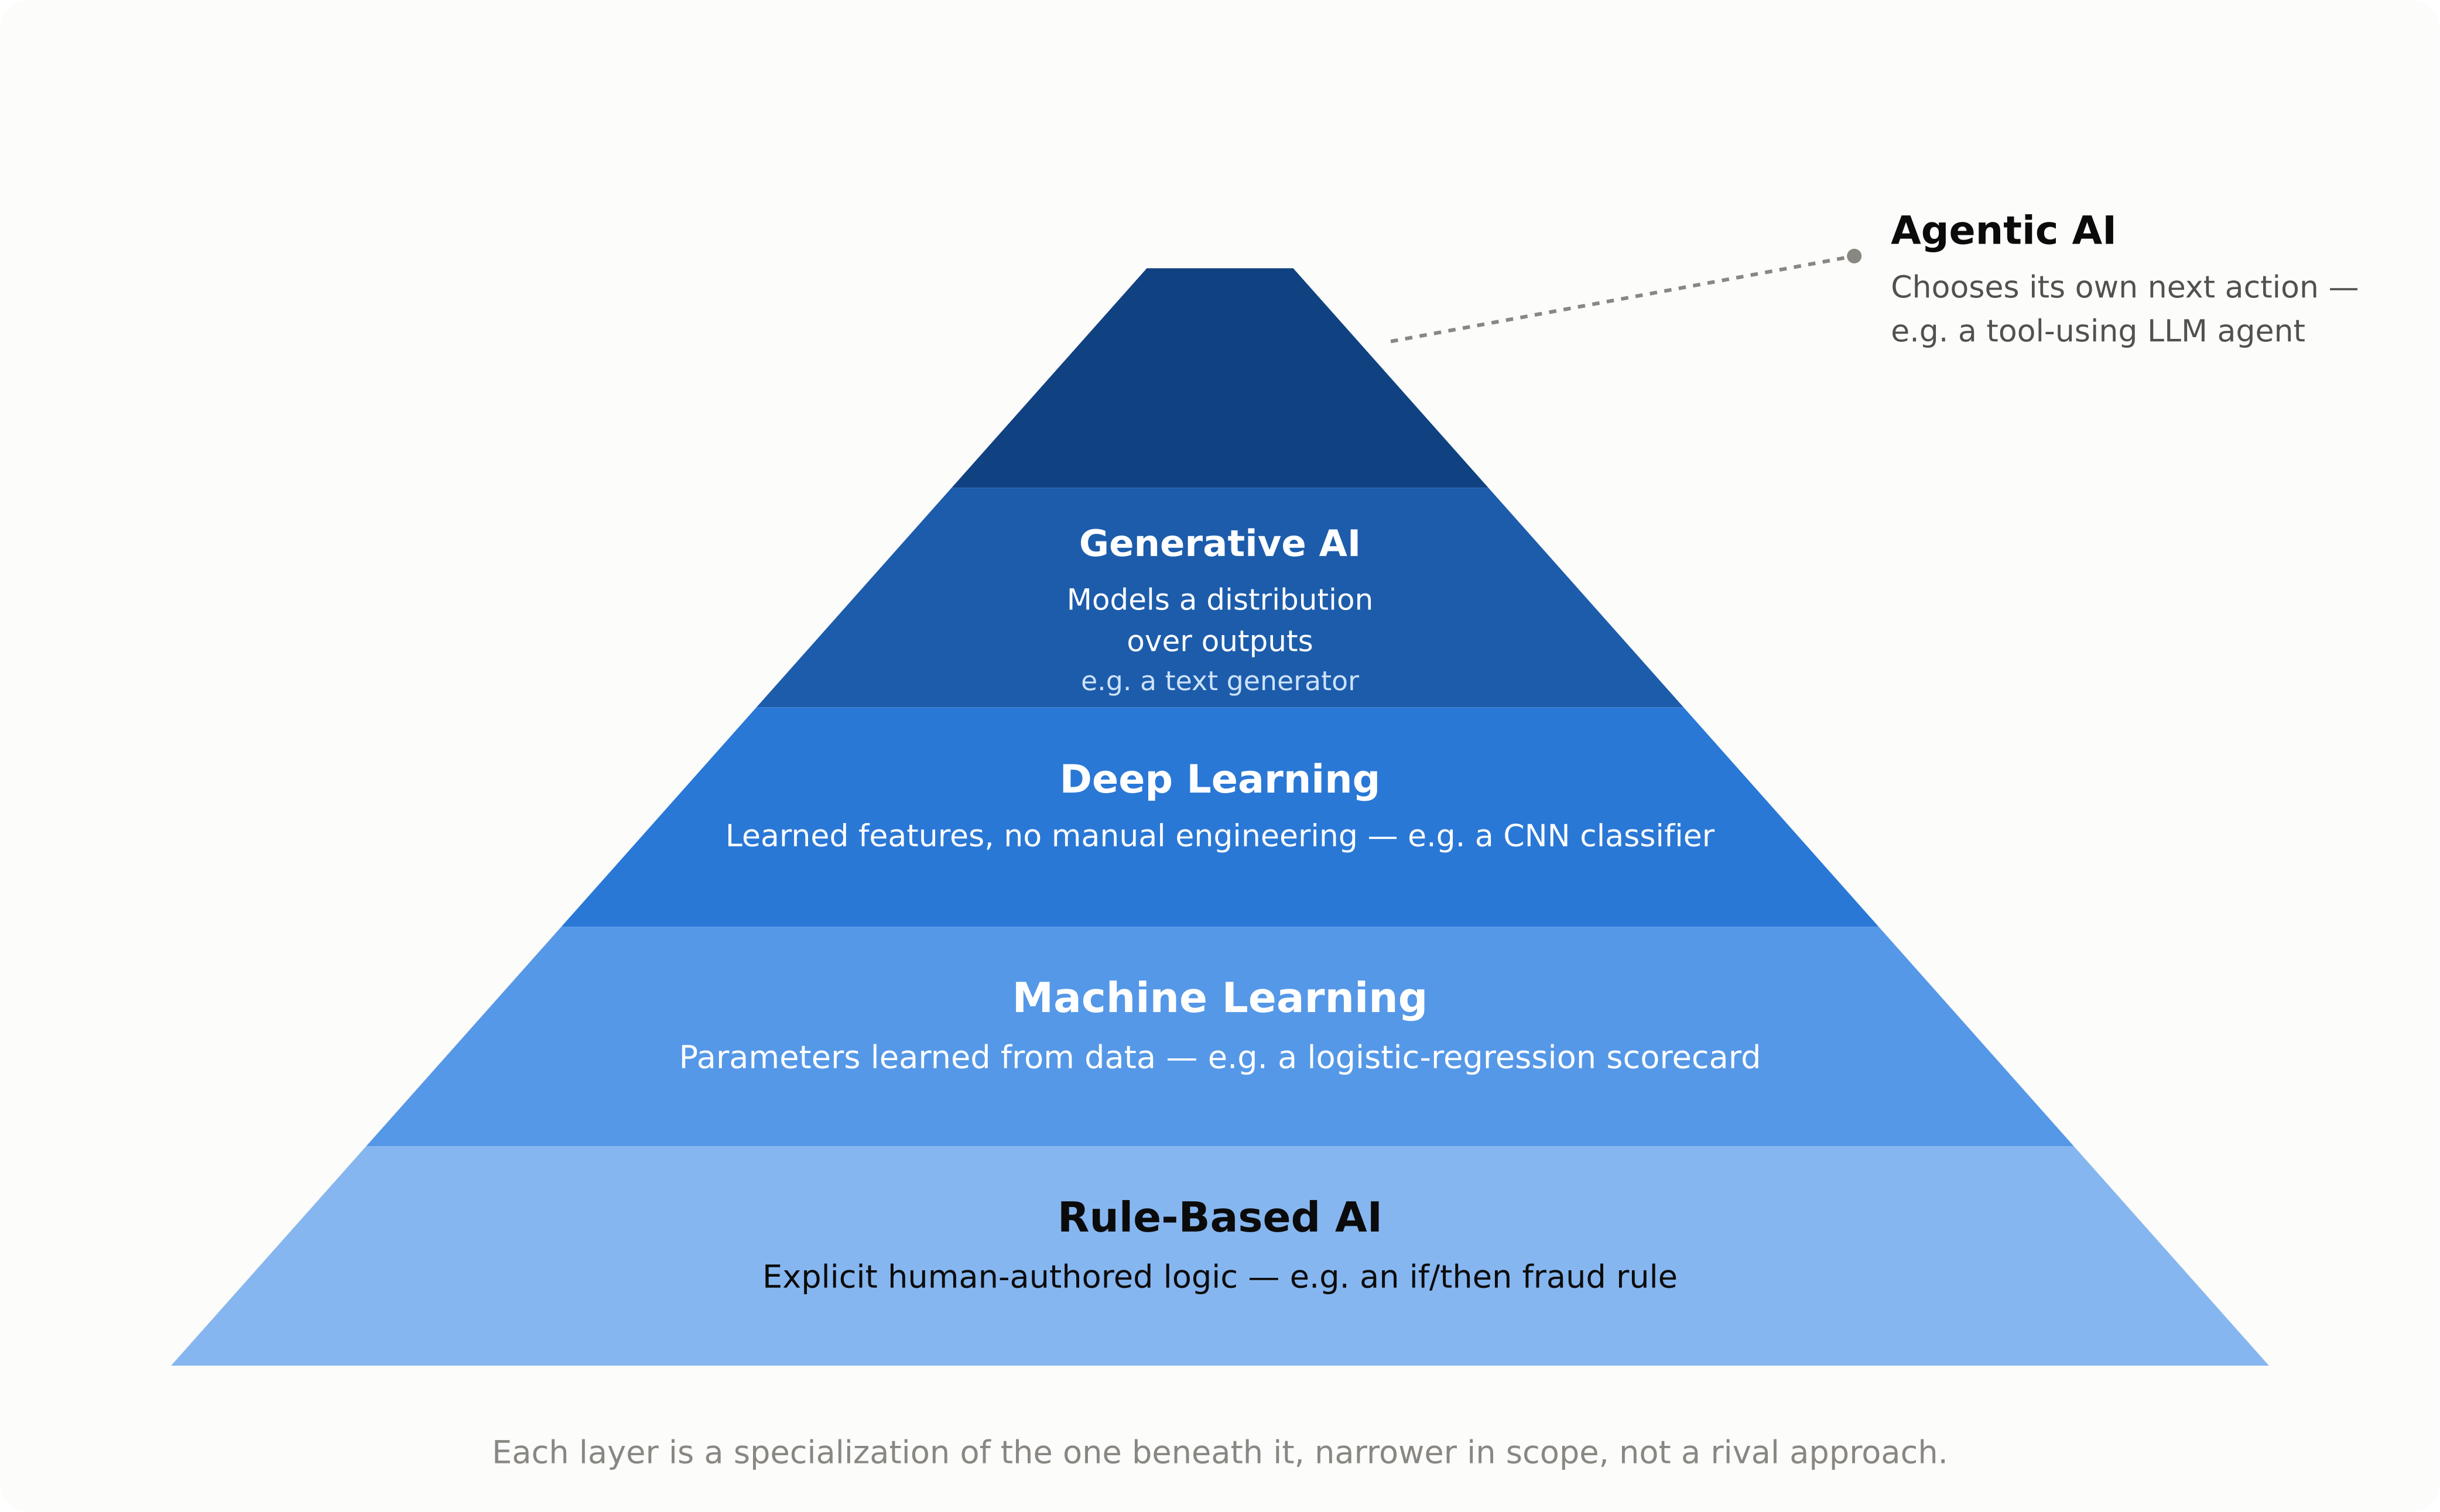 Agentic AI
Chooses its own next action —
e.g. a tool-using LLM agent
Generative AI
Models a distribution
over outputs
e.g. a text generator
Deep Learning
Learned features, no manual engineering — e.g. a CNN classifier
Machine Learning
Parameters learned from data — e.g. a logistic-regression scorecard
Rule-Based AI
Explicit human-authored logic — e.g. an if/then fraud rule
Each layer is a specialization of the one beneath it, narrower in scope, not a rival approach.